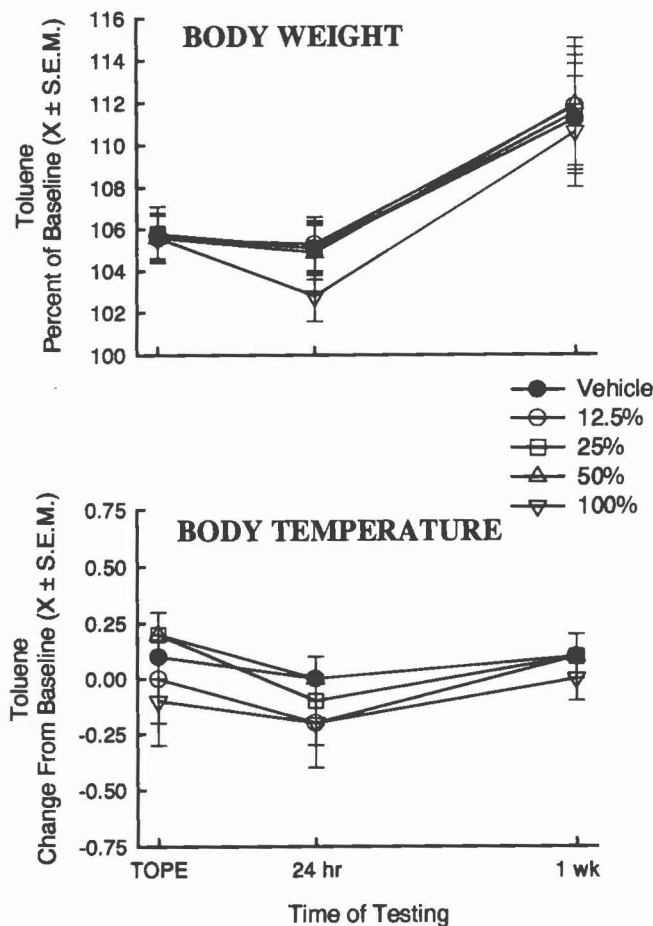 BODY WEIGHT
Toluene
Percent of Baseline (X ± S.E.M.)
116
114
112
110
108
106
104
102
100
Vehicle
12.5%
25%
50%
100%
BODY TEMPERATURE
Toluene
Change From Baseline (X ± S.E.M.)
0.75
0.50
0.25
0.00
-0.25
-0.50
-0.75
TOPE
24 hr
1 wk
Time of Testing